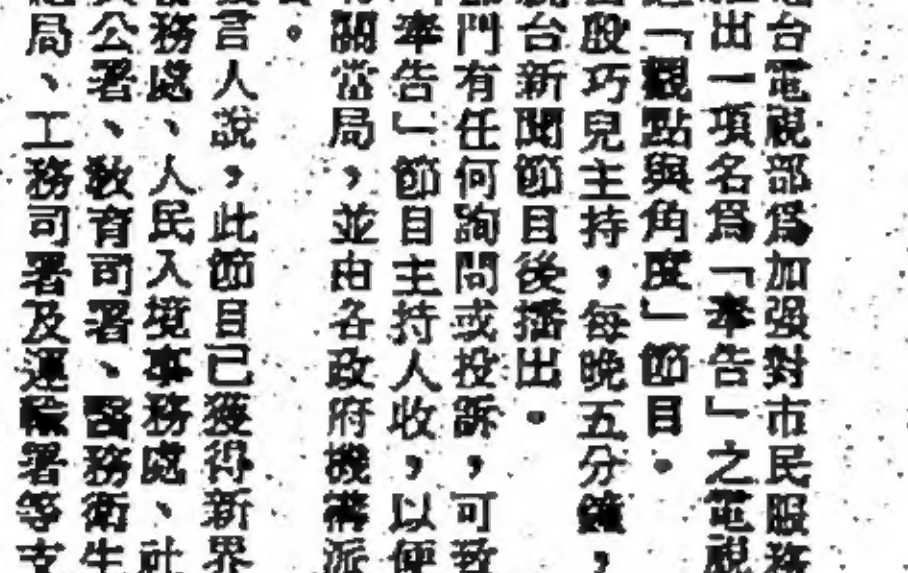 台電視部爲加强對市民服務
出一項名爲「奉告」之電視
「觀點與角度」節目。
殷巧兒主持，每晚五分鐘，
台新聞節目後播出。
門有任何詢問或投訴，可致
奉告」節目主持人收，以便
關當局，並由各政府機構派
。
言人說，此節目已獲得新界
務處、人民入境事務處、社
公署、教育司署、醫務衛生
局、工務司署及運輸署等支